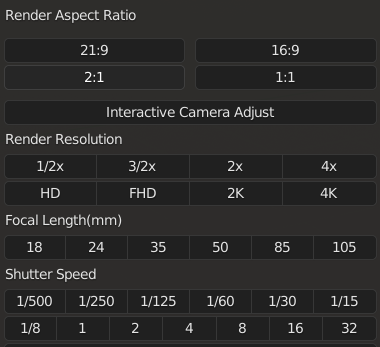 Render Aspect Ratio
21:9 16:9
2:1 1:1
Interactive Camera Adjust
Render Resolution
1/2x 3/2x 2x 4x
HD FHD 2K 4K
Focal Length(mm)
18 24 35 50 85 105
Shutter Speed
1/500 1/250 1/125 1/60 1/30 1/15
1/8 1 2 4 8 16 32